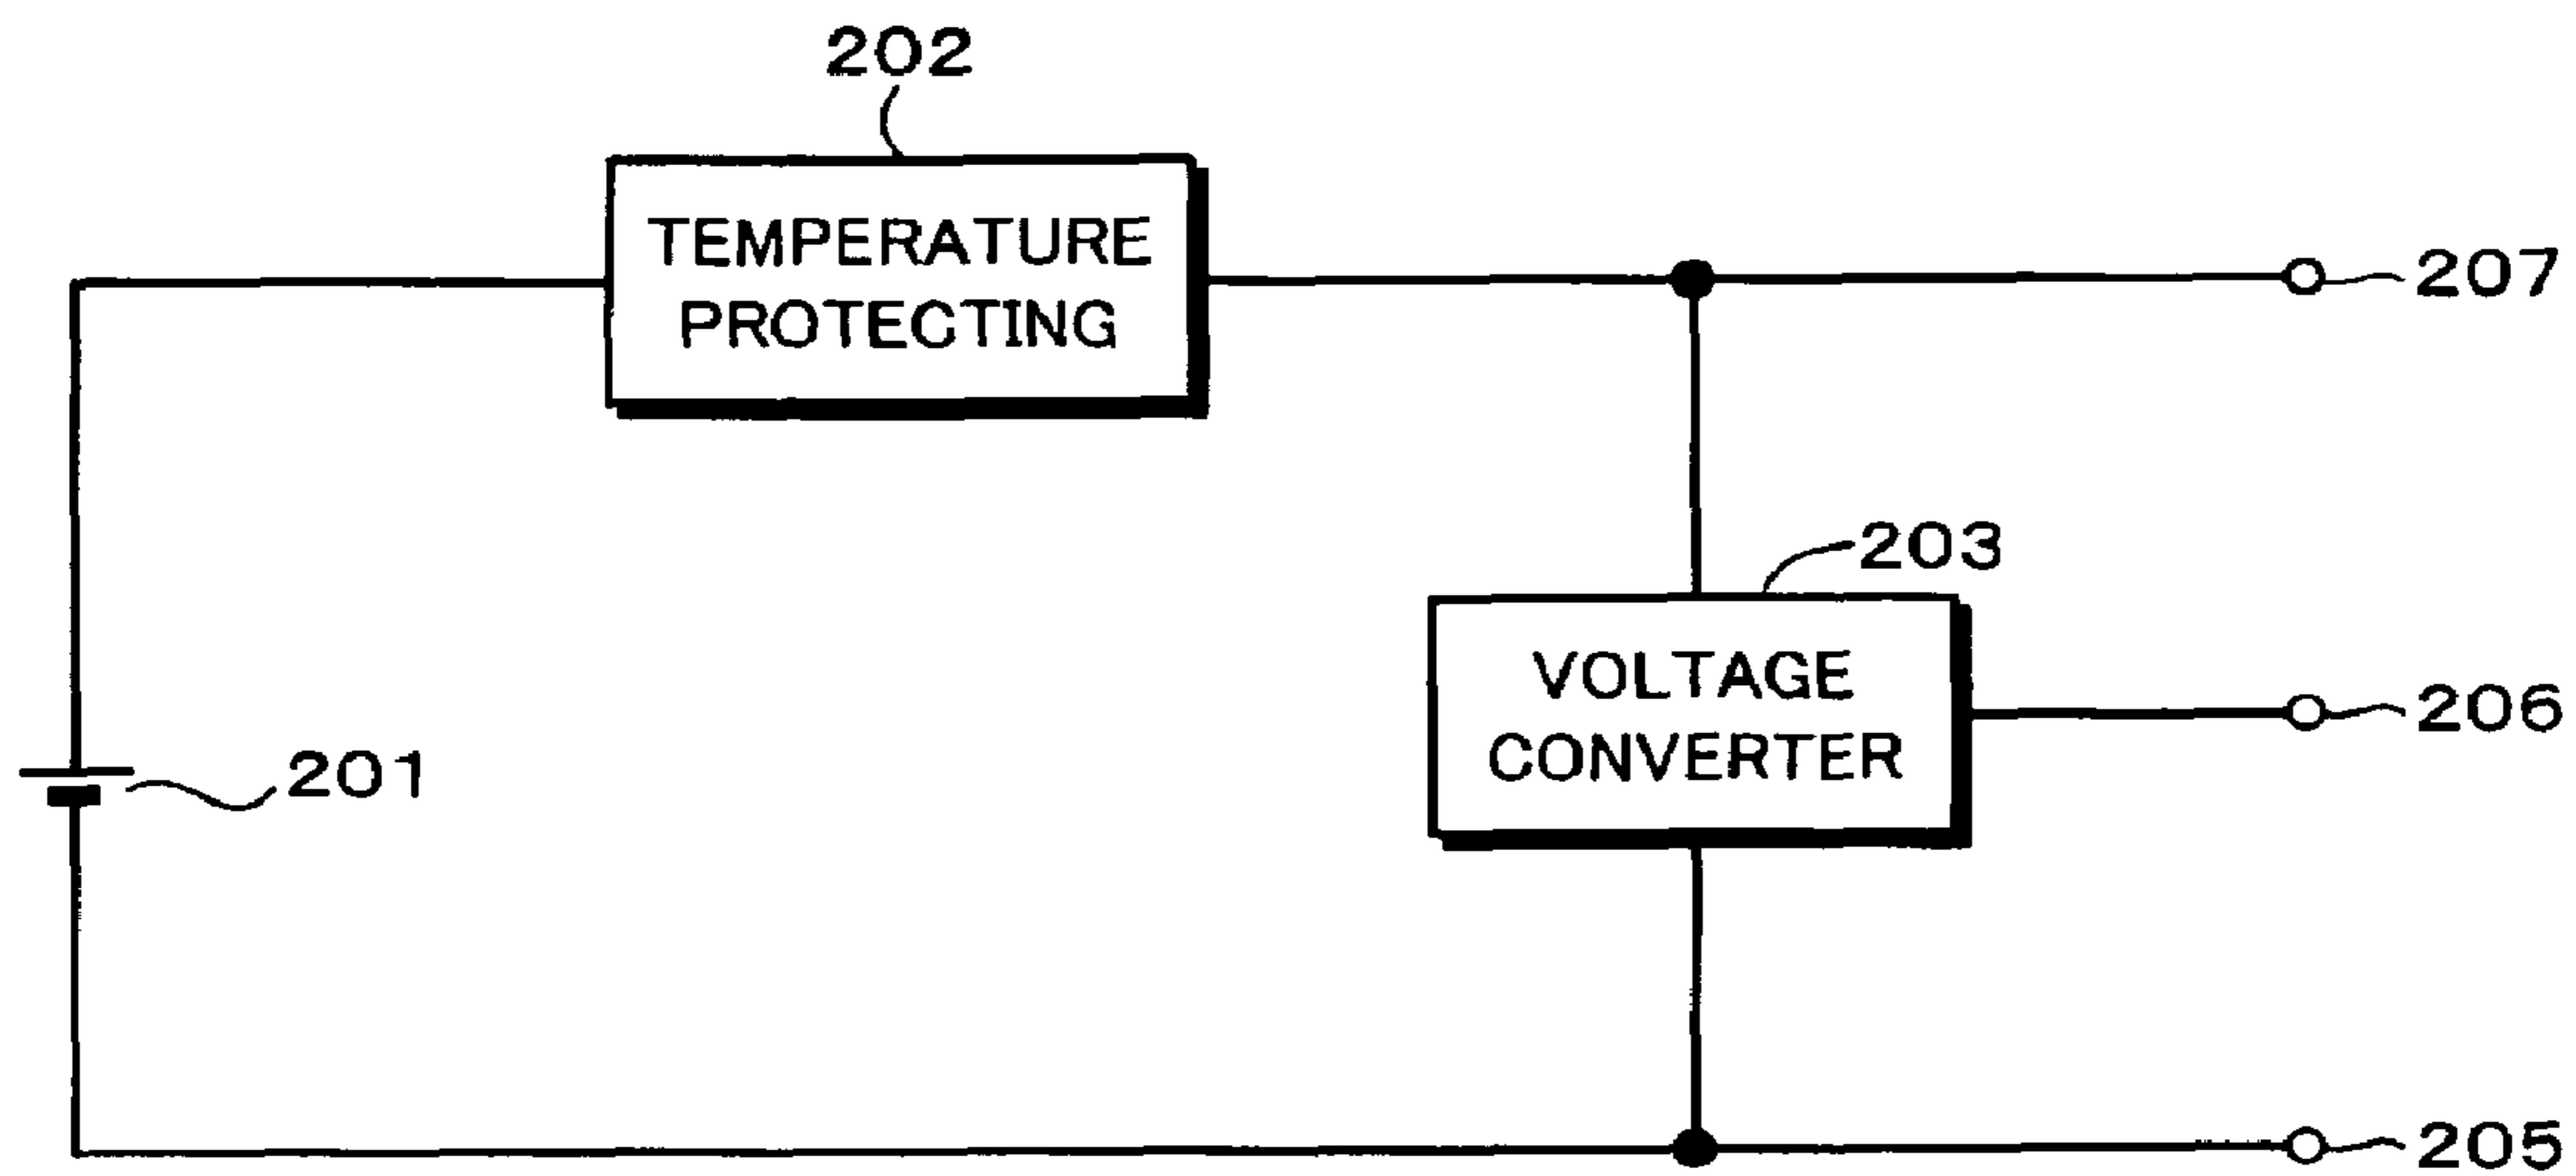 202
TEMPERATURE
PROTECTING
207
203
VOLTAGE
CONVERTER
206
201
205